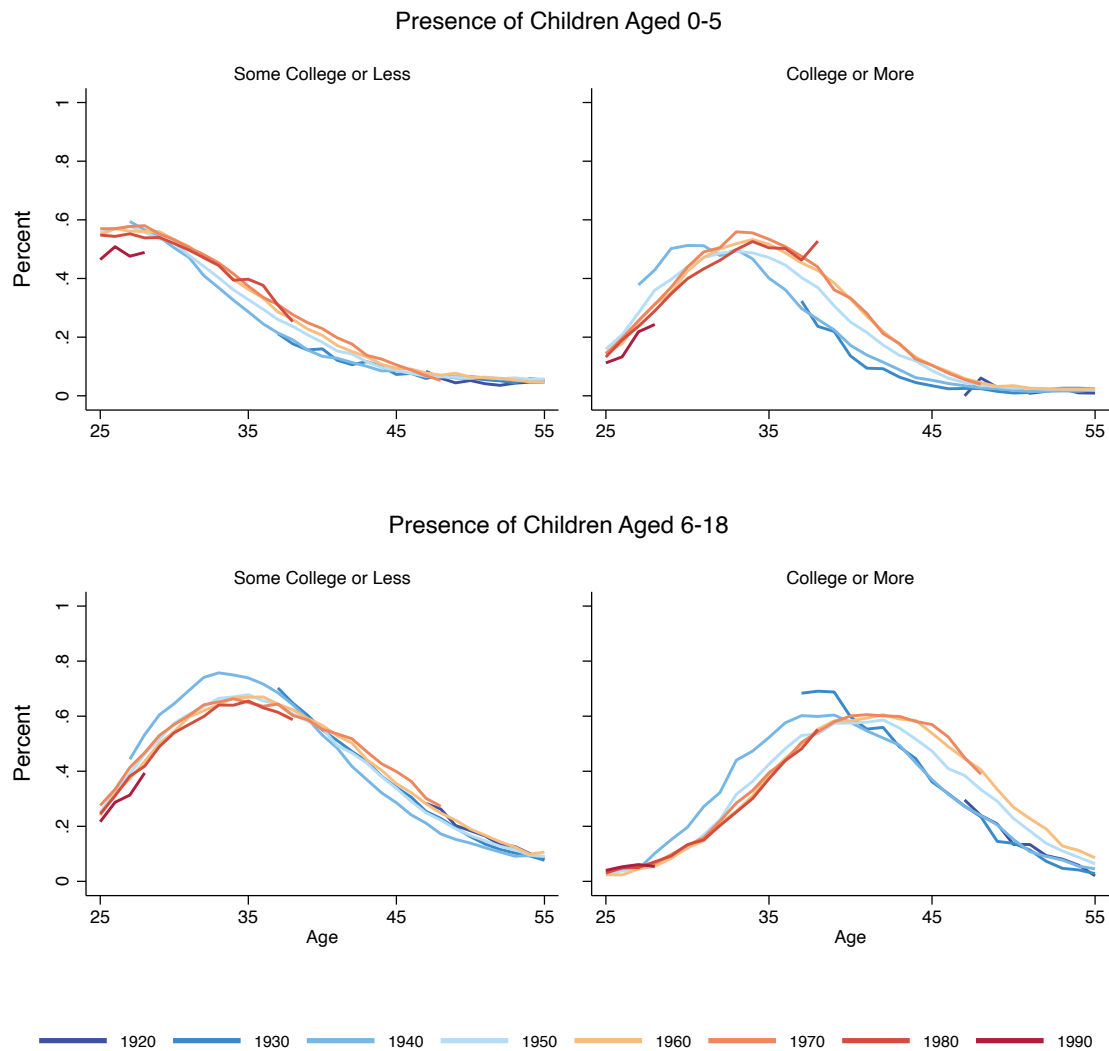 Presence of Children Aged 0-5
Some College or Less
College or More
Percent
1
.8
.6
.4
.2
0
25 35 45 55
25 35 45 55
Presence of Children Aged 6-18
Some College or Less
College or More
Percent
1
.8
.6
.4
.2
0
25 35 45 55
25 35 45 55
Age
Age
1920 1930 1940 1950 1960 1970 1980 1990